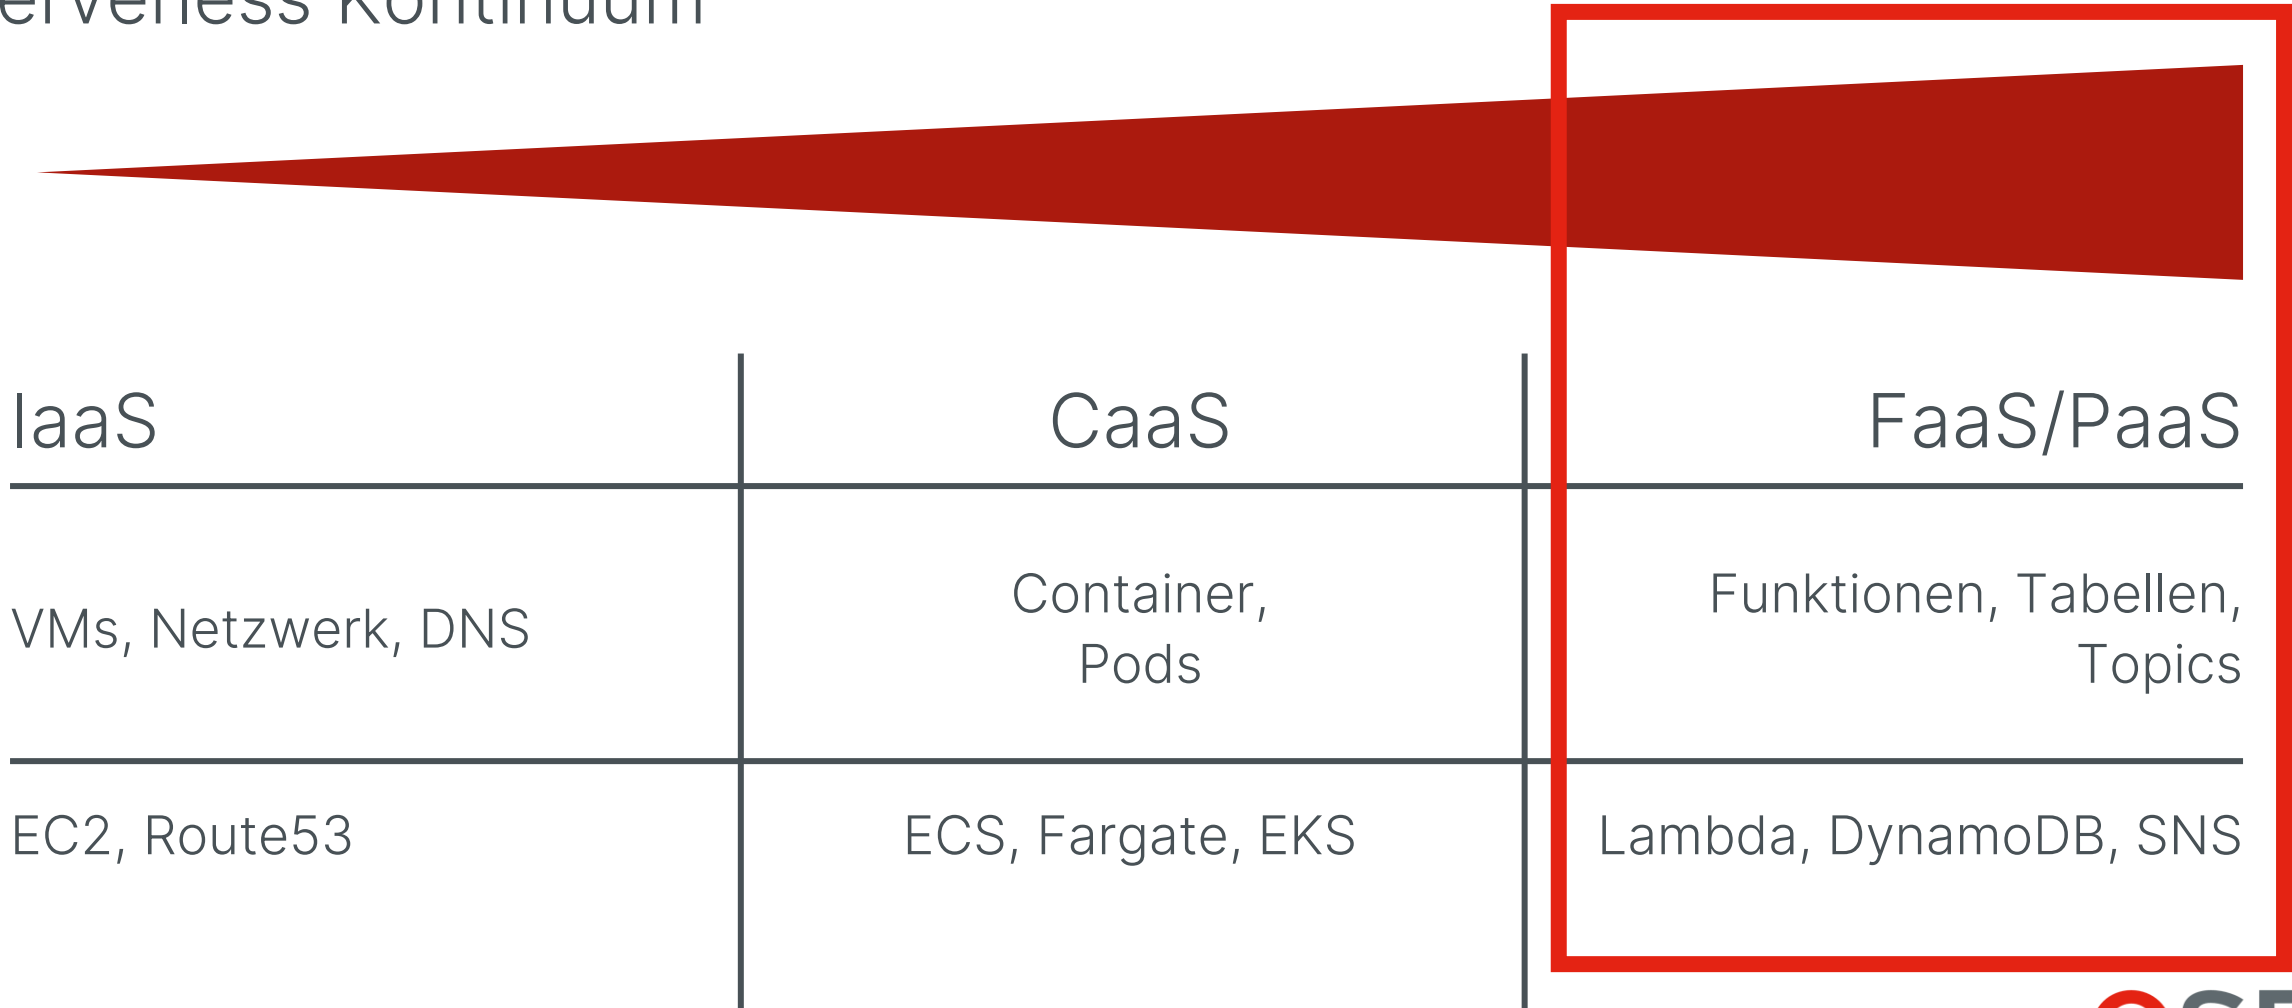 Kontinuum
IaaS
CaaS
FaaS/PaaS
VMs, Netzwerk, DNS
Container,
Pods
Funktionen, Tabellen,
Topics
EC2, Route53
ECS, Fargate, EKS
Lambda, DynamoDB, SNS